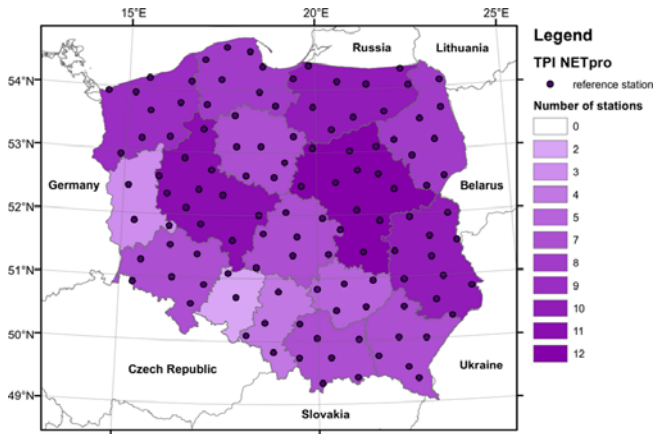 15°E 20°E 25°E
Russia
Lithuania
54°N
53°N
Germany
52°N
Belarus
51°N
50°N
Czech Republic
Ukraine
49°N
Slovakia
Legend
TPI NETpro
reference station
Number of stations
0
2
3
4
5
7
8
9
10
11
12